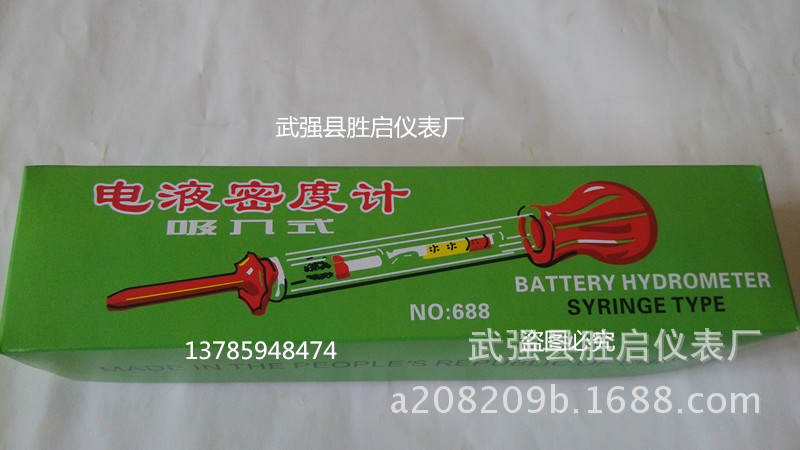 武强县胜启仪表厂
电液密度计
吸入式
BATTERY HYDROMETER
NO:688
SYRINGE TYPE
盗图必究
武强县胜启仪表厂
13785948474
MADE IN THE PEOPLE'S REPUBLIC
a208209b.1688.com